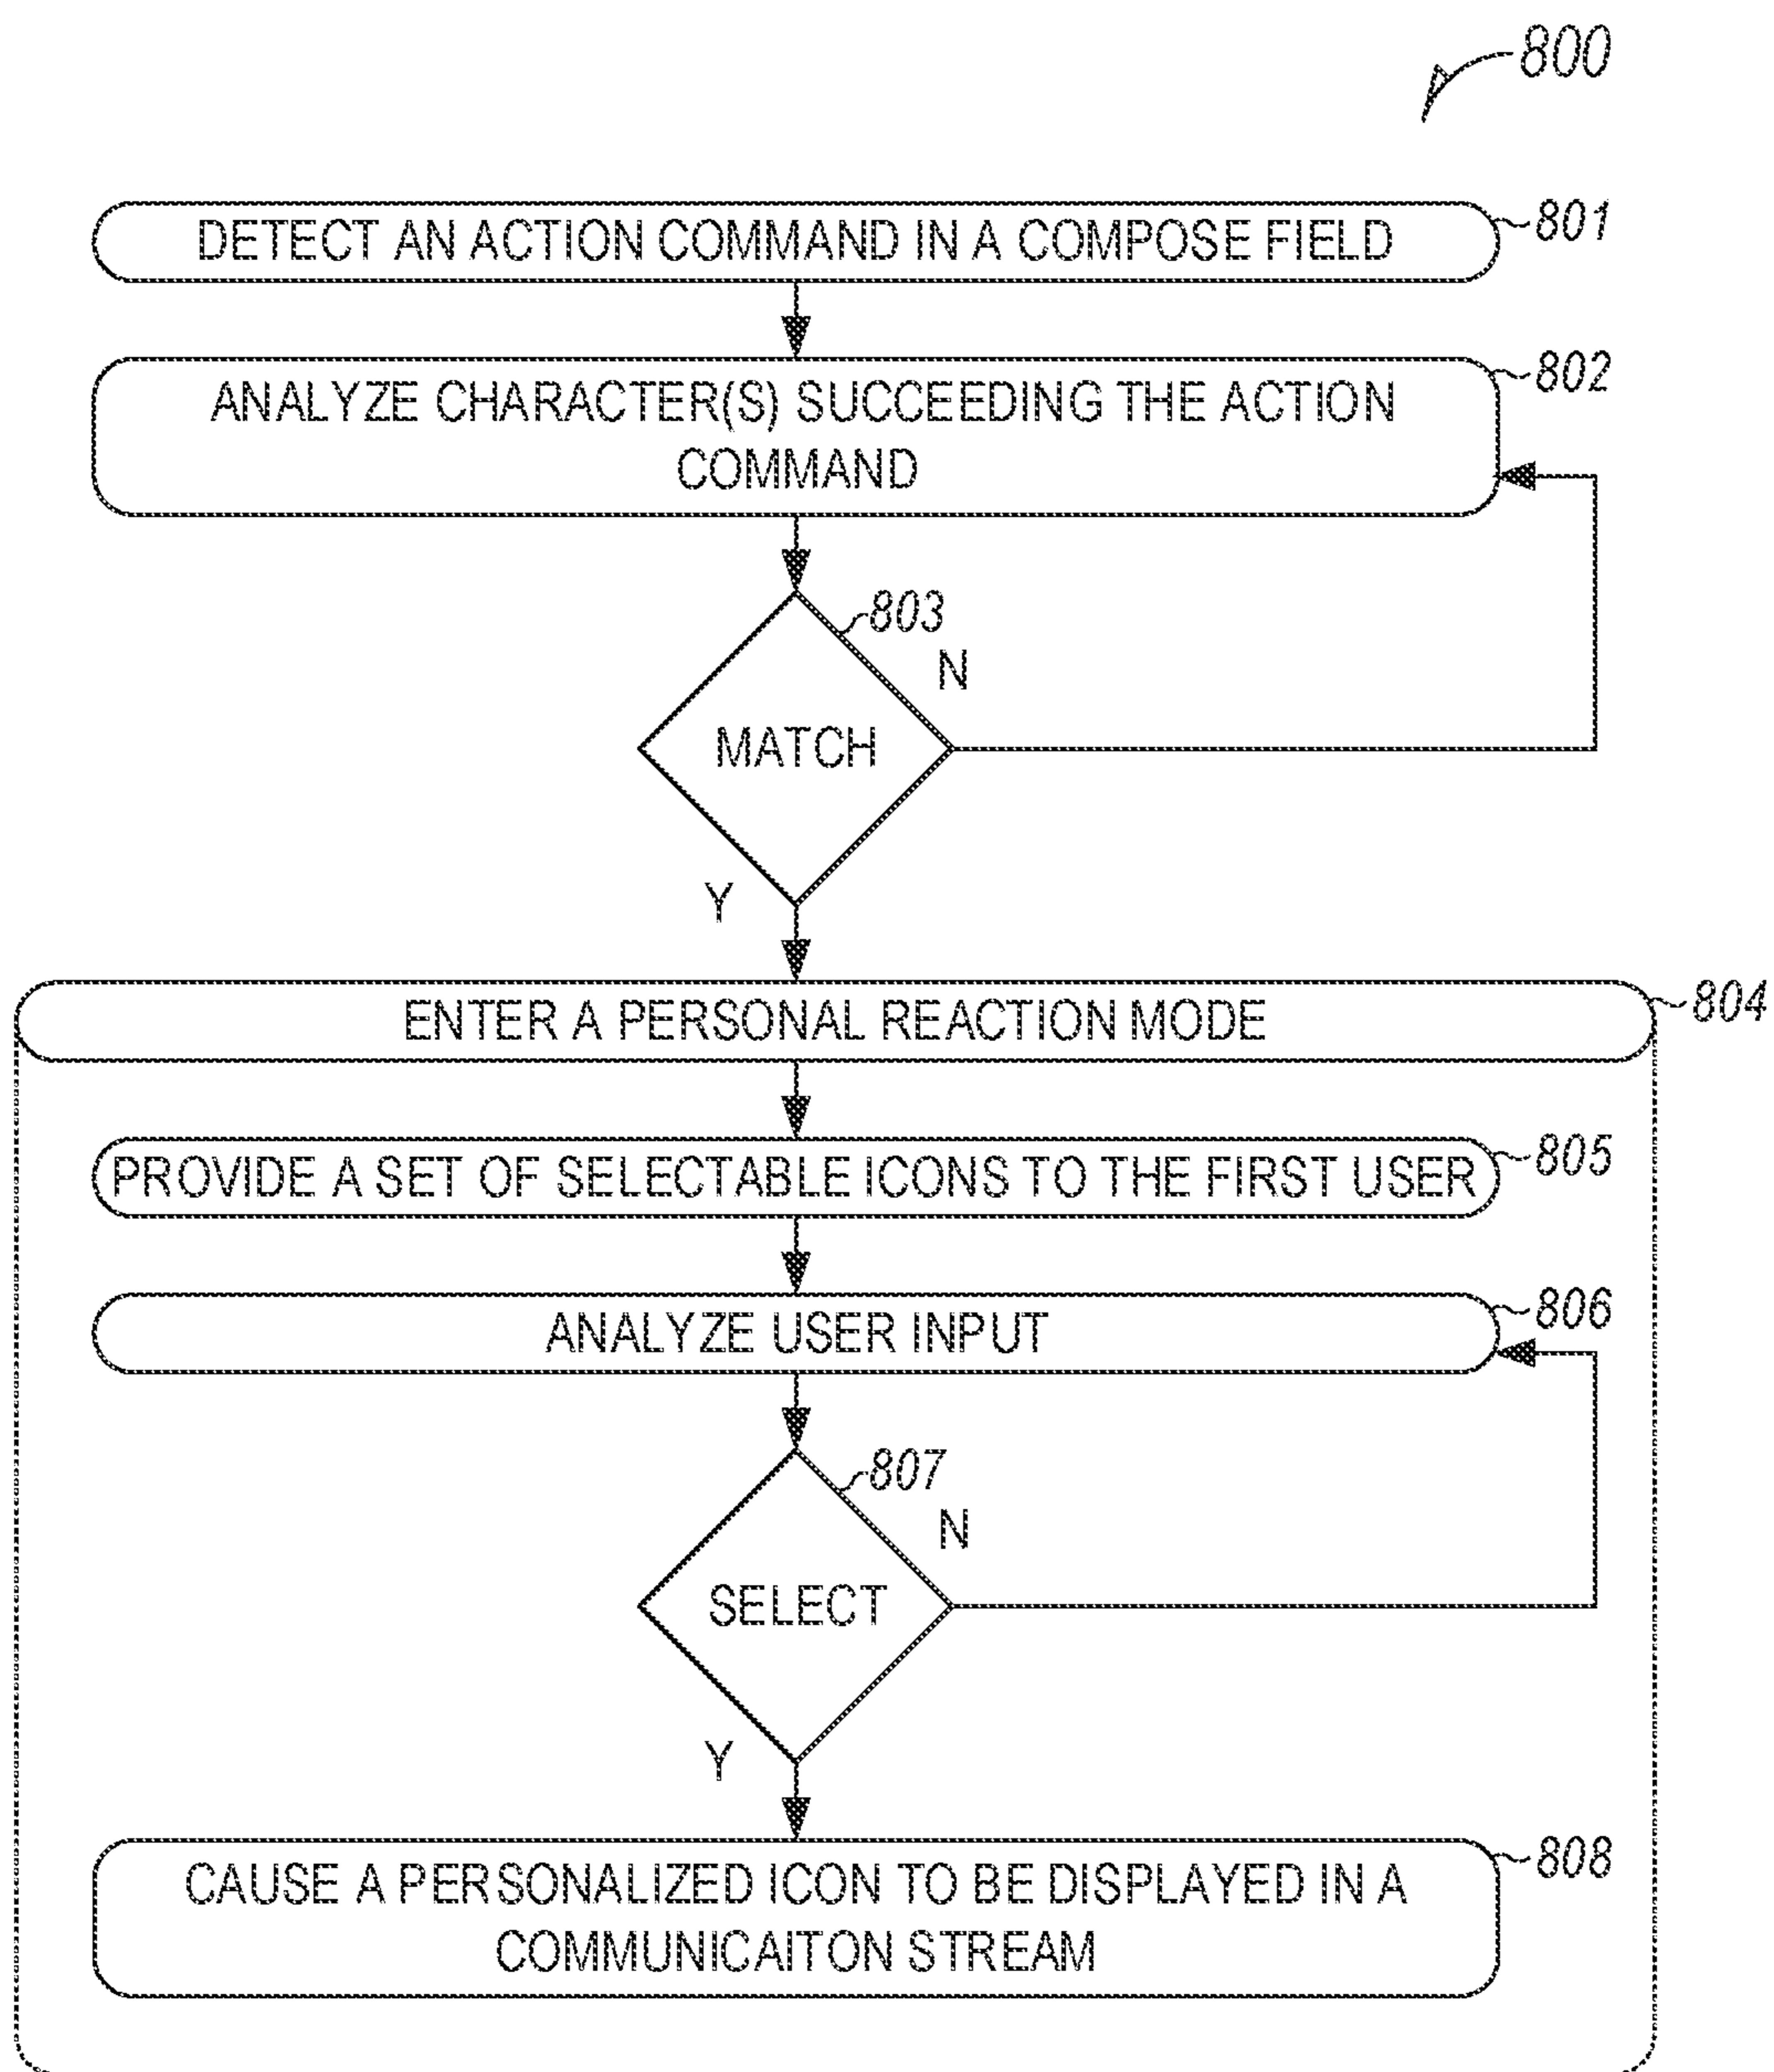 800
DETECT AN ACTION COMMAND IN A COMPOSE FIELD
801
ANALYZE CHARACTER(S) SUCCEEDING THE ACTION
COMMAND
802
803
N
MATCH
Y
ENTER A PERSONAL REACTION MODE
804
PROVIDE A SET OF SELECTABLE ICONS TO THE FIRST USER
805
ANALYZE USER INPUT
806
807
N
SELECT
Y
CAUSE A PERSONALIZED ICON TO BE DISPLAYED IN A
COMMUNICAITON STREAM
808